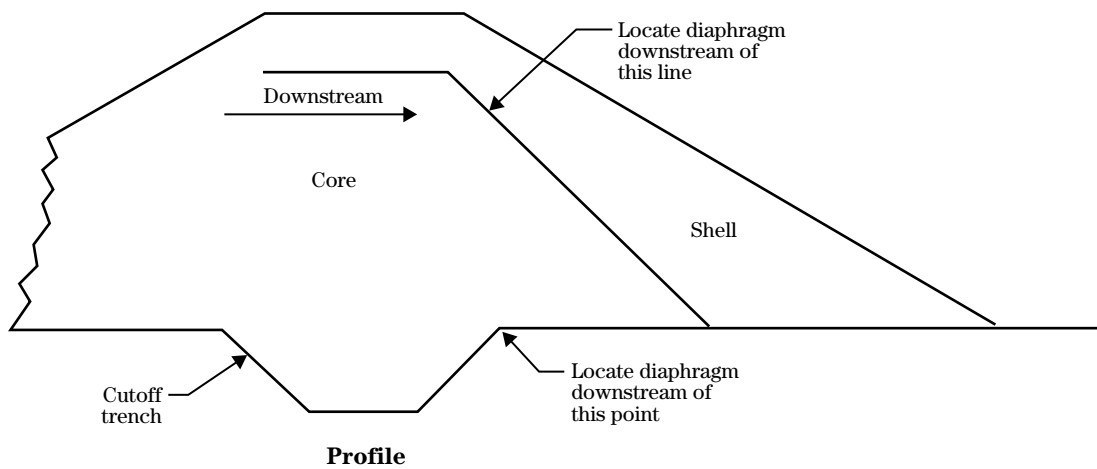 Locate diaphragm
downstream of
this line
Downstream
Core
Shell
Cutoff
trench
Locate diaphragm
downstream of
this point
Profile